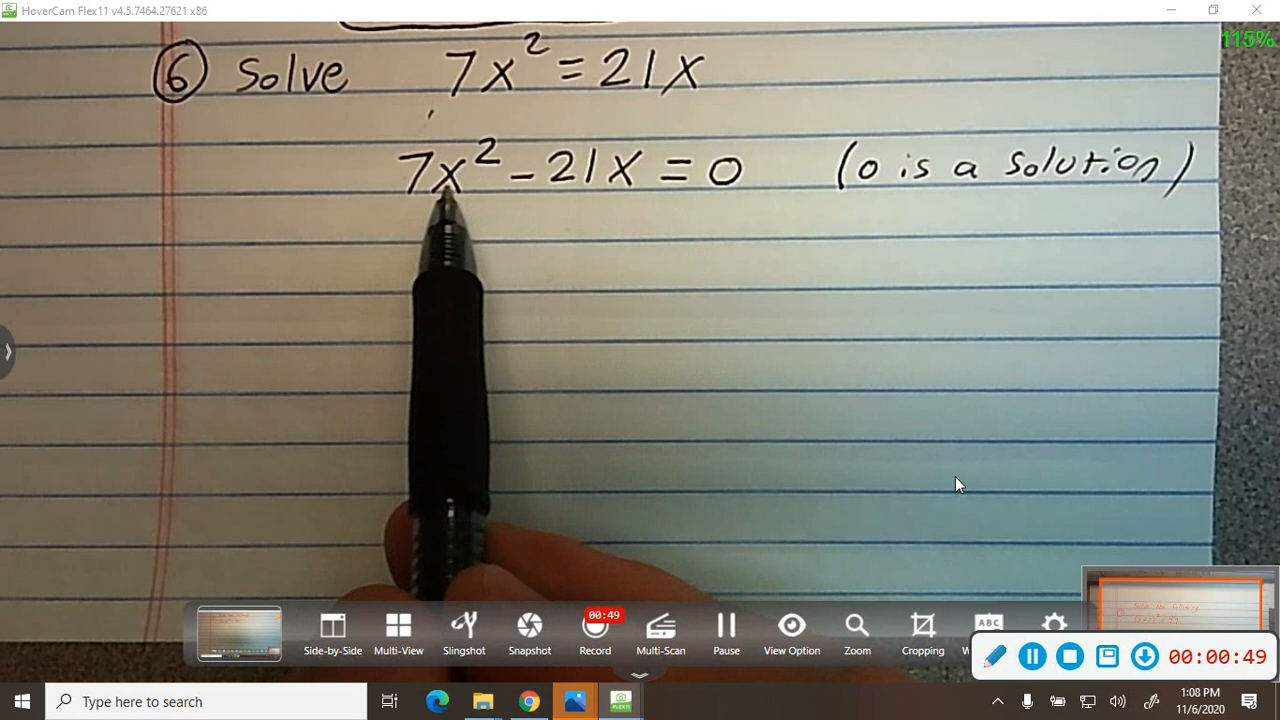 HoverCam Flex11 v4.5.7464.27621 x86
115%
⑥ Solve 7x² = 21x
7x² - 21x = 0 (0 is a solution)
00:49
Side-by-Side Multi-View Slingshot Snapshot Record Multi-Scan Pause View Option Zoom Cropping
ABC
00:00:49
Type here to search
FLEX11
1:08 PM
11/6/2020